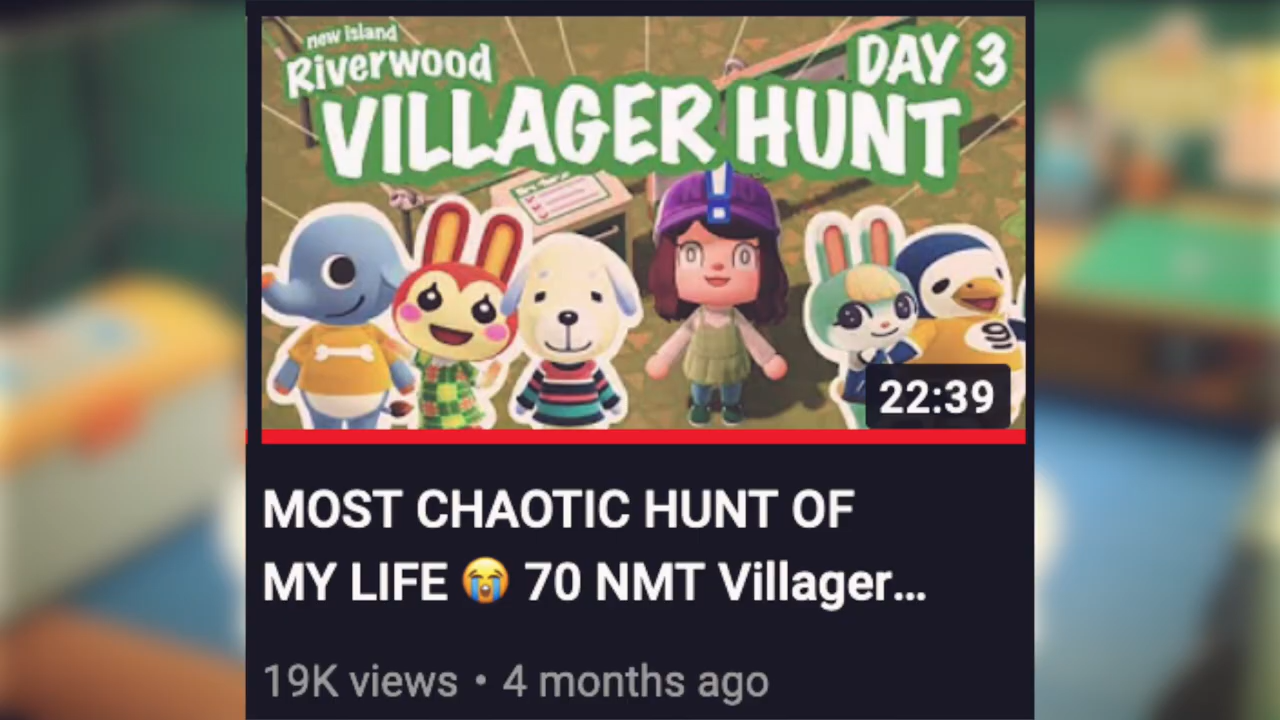 new island
Riverwood
DAY 3
VILLAGER HUNT
22:39
MOST CHAOTIC HUNT OF
MY LIFE 😭 70 NMT Villager...
19K views • 4 months ago